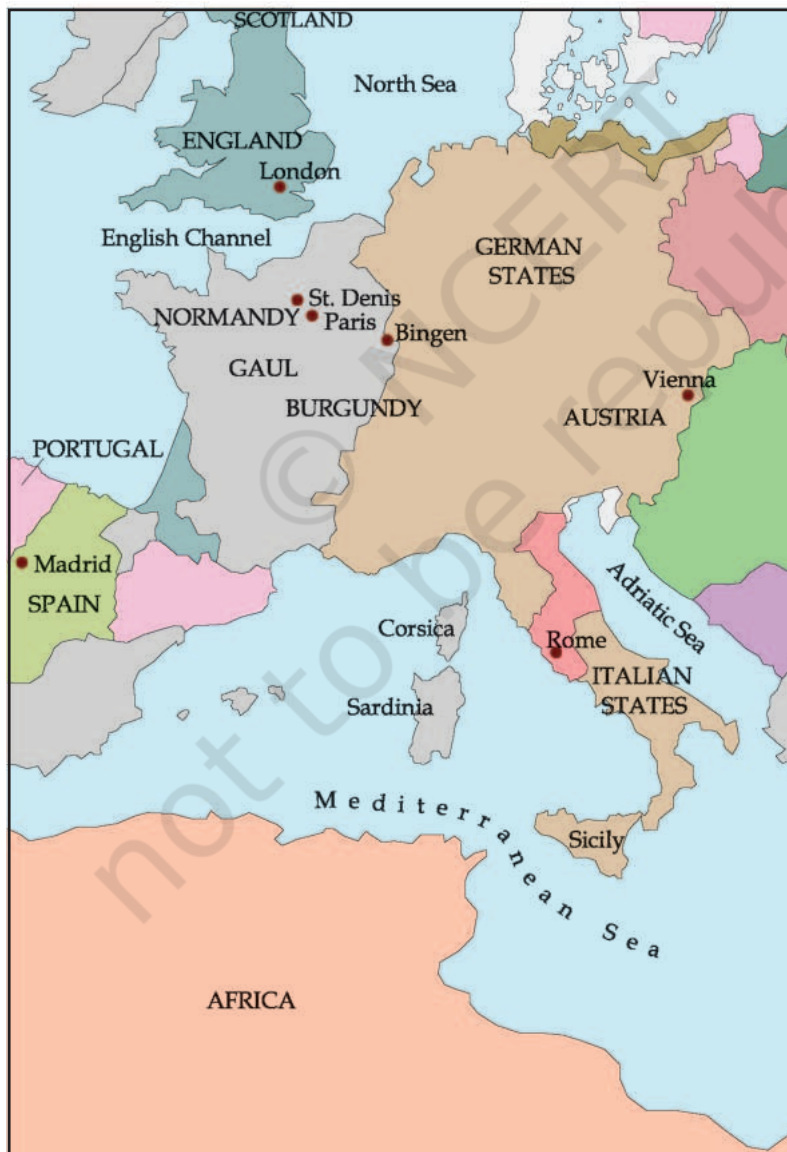 SCOTLAND
North Sea
ENGLAND
London
English Channel
GERMAN
STATES
St. Denis
NORMANDY
Paris
Bingen
GAUL
Vienna
BURGUNDY
AUSTRIA
PORTUGAL
Madrid
SPAIN
Adriatic Sea
Corsica
Rome
ITALIAN
STATES
Sardinia
Mediterranean Sea
Sicily
AFRICA
© NCERT
not to be repub